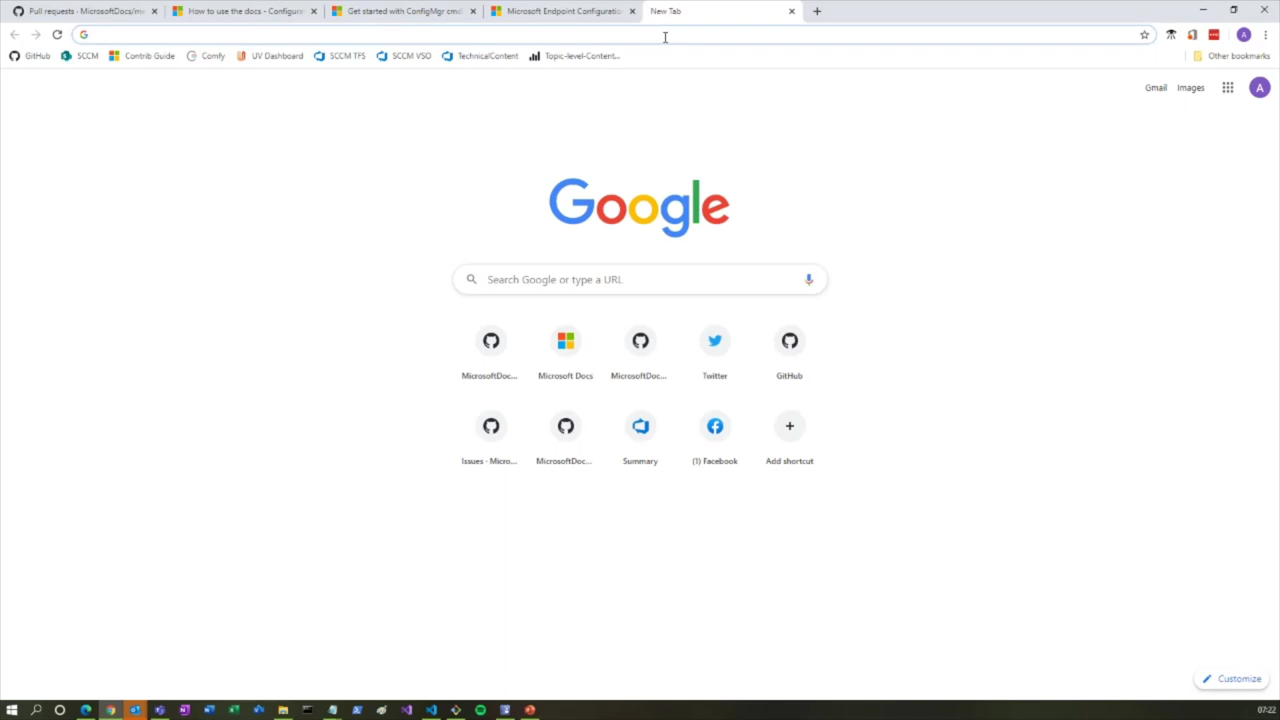 Pull requests · MicrosoftDocs/me
How to use the docs - Configura
Get started with ConfigMgr cmd
Microsoft Endpoint Configuratio
New Tab
GitHub
SCCM
Contrib Guide
Comfy
UV Dashboard
SCCM TFS
SCCM VSO
TechnicalContent
Topic-level-Content...
Other bookmarks
A
Gmail
Images
A
Google
Search Google or type a URL
MicrosoftDoc...
Microsoft Docs
MicrosoftDoc...
Twitter
GitHub
Issues - Micro...
MicrosoftDoc...
Summary
(1) Facebook
Add shortcut
Customize
07:22